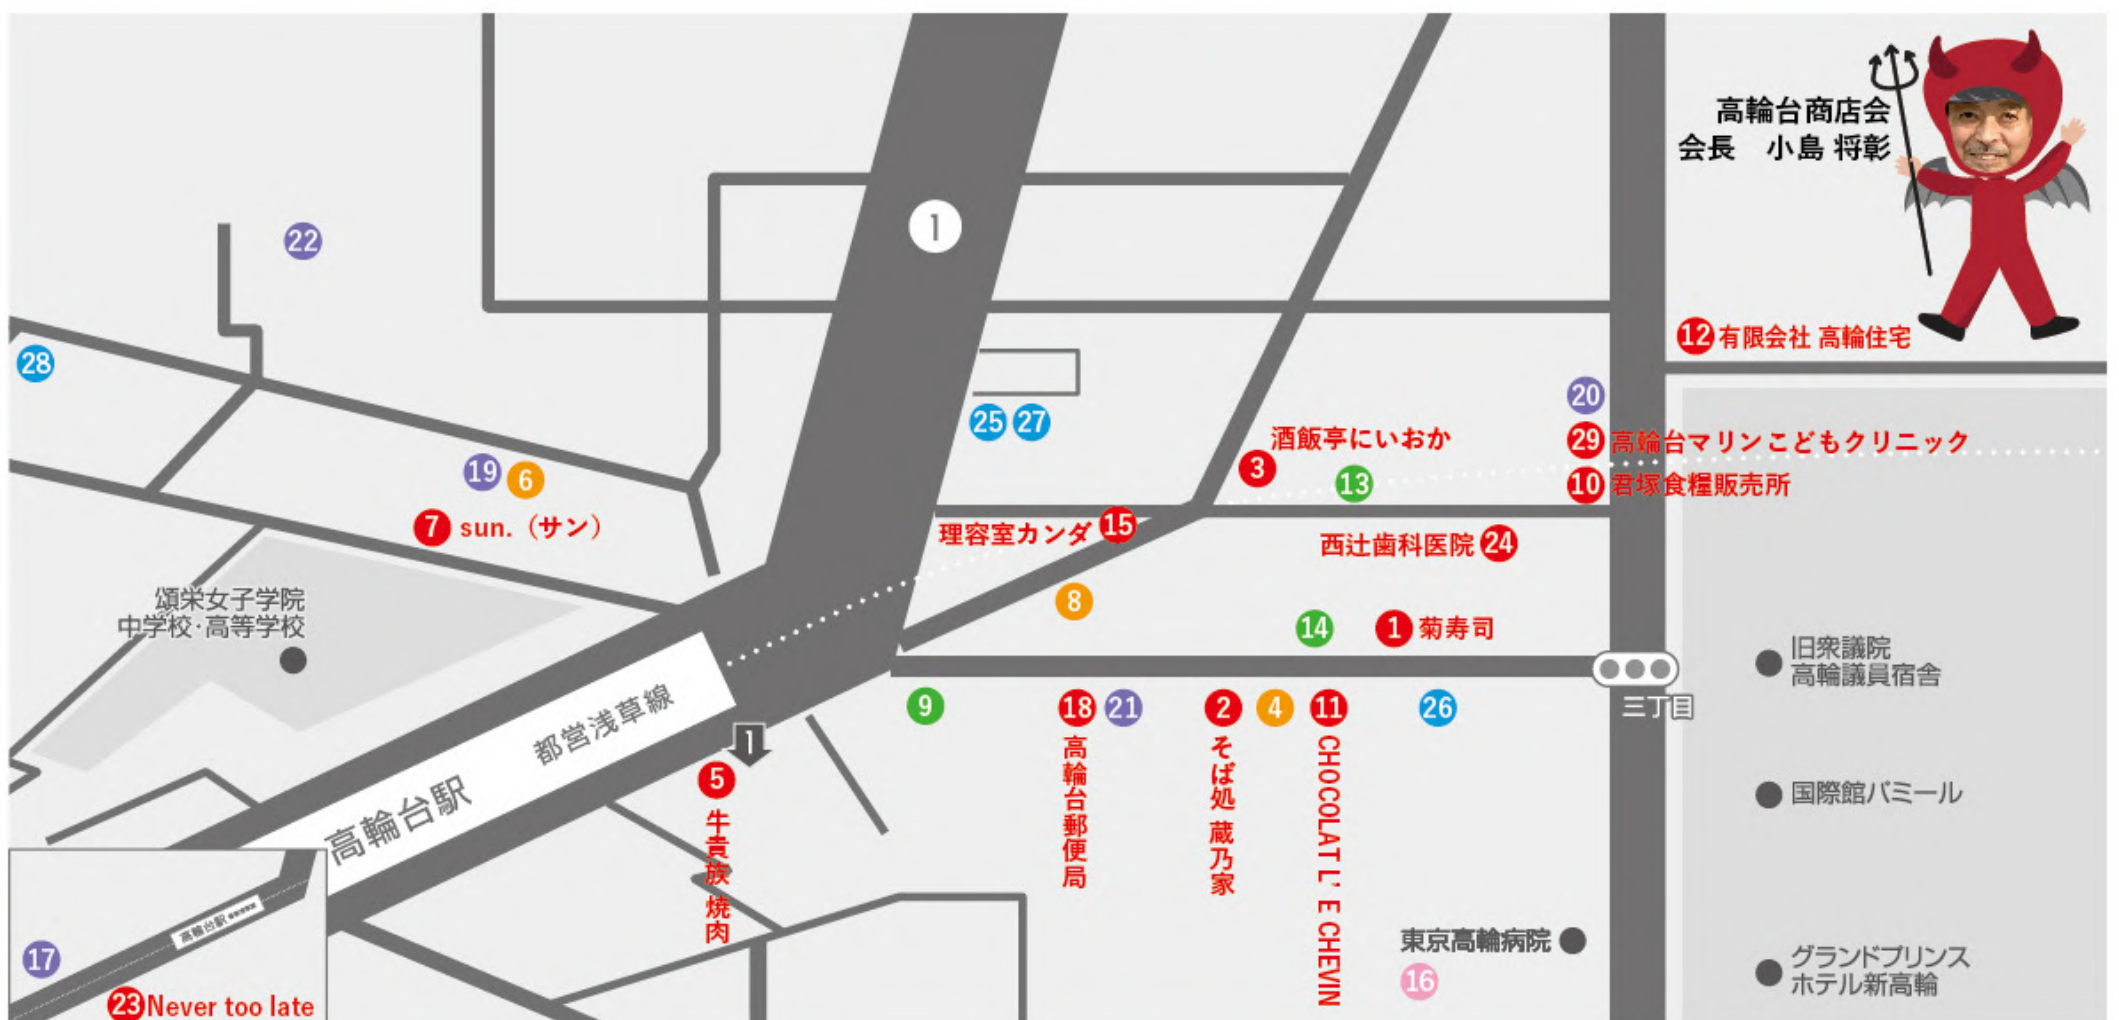 1
高輪台商店会
会長　小島 将彰
22
12 有限会社 高輪住宅
28
20
25 27
酒飯亭にいおか
3
29 高輪台マリンこどもクリニック
19 6
13
10 君塚食糧販売所
7 sun.（サン）
理容室カンダ 15
西辻歯科医院 24
頌栄女子学院
中学校・高等学校
8
14
1 菊寿司
旧衆議院
高輪議員宿舎
都営浅草線
高輪台駅
9
18
高輪台郵便局
21
2
そば処 蔵乃家
4
11
CHOCOLAT L' E CHEVIN
26
三丁目
1
5
牛貴族 焼肉
国際館パミール
高輪台駅
17
23 Never too late
東京高輪病院
16
グランドプリンス
ホテル新高輪